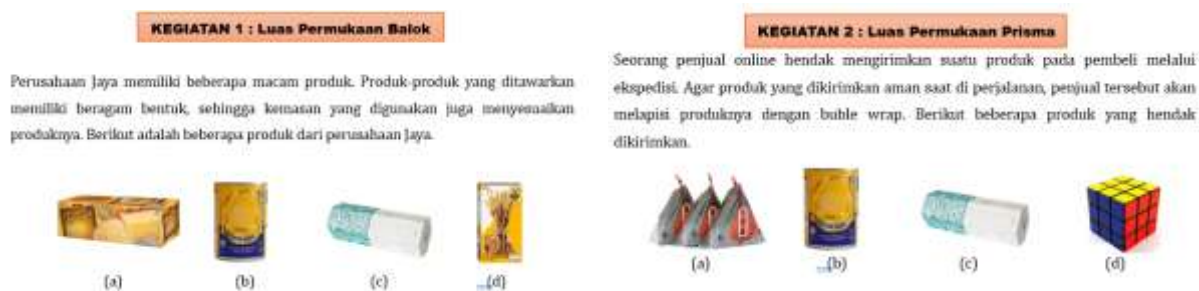 KEGIATAN 1 : Luas Permukaan Balok
Perusahaan Jaya memiliki beberapa macam produk. Produk-produk yang ditawarkan
memiliki beragam bentuk, sehingga kemasan yang digunakan juga menyesuaikan
produknya. Berikut adalah beberapa produk dari perusahaan Jaya.
(a)
(b)
(c)
(d)
KEGIATAN 2 : Luas Permukaan Prisma
Seorang penjual online hendak mengirimkan suatu produk pada pembeli melalui
ekspedisi. Agar produk yang dikirimkan aman saat di perjalanan, penjual tersebut akan
melapisi produknya dengan buble wrap. Berikut beberapa produk yang hendak
dikirimkan.
(a)
(b)
(c)
(d)